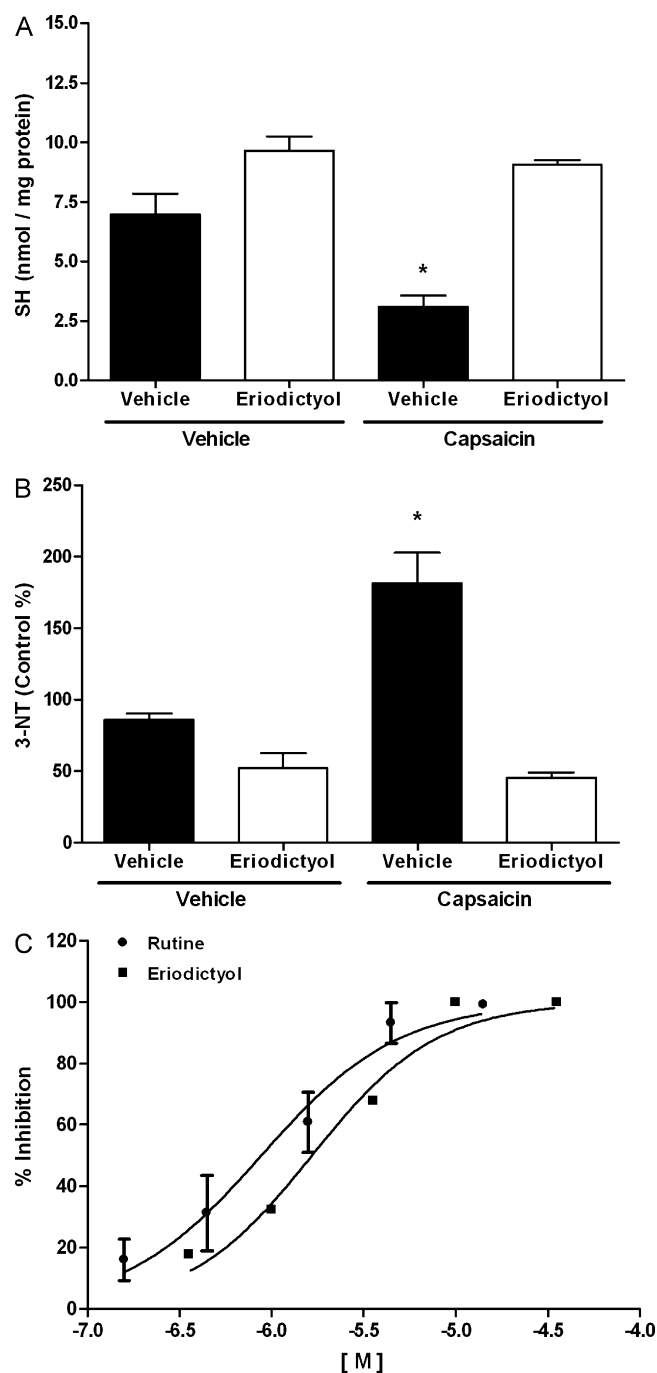 A
SH (nmol / mg protein)
15.0
12.5
10.0
7.5
5.0
2.5
0.0
*
Vehicle Eriodictyol Vehicle Eriodictyol
Vehicle Capsaicin
B
3-NT (Control %)
250
200
150
100
50
0
*
Vehicle Eriodictyol Vehicle Eriodictyol
Vehicle Capsaicin
C
% Inhibition
120
100
80
60
40
20
0
Rutine
Eriodictyol
-7.0 -6.5 -6.0 -5.5 -5.0 -4.5 -4.0
[ M ]